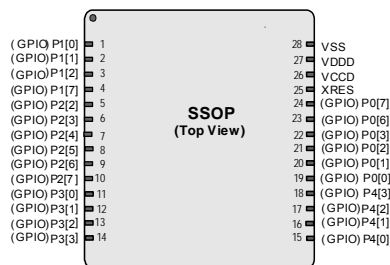 (GPIO) P1[0] 1 28 VSS
(GPIO) P1[1] 2 27 VDDD
(GPIO) P1[2] 3 26 VCCD
(GPIO) P1[7] 4 25 XRES
(GPIO) P2[2] 5 24 (GPIO) P0[7]
(GPIO) P2[3] 6 SSOP 23 (GPIO) P0[6]
(GPIO) P2[4] 7 (Top View) 22 (GPIO) P0[3]
(GPIO) P2[5] 8 21 (GPIO) P0[2]
(GPIO) P2[6] 9 20 (GPIO) P0[1]
(GPIO) P2[7] 10 19 (GPIO) P0[0]
(GPIO) P3[0] 11 18 (GPIO) P4[3]
(GPIO) P3[1] 12 17 (GPIO) P4[2]
(GPIO) P3[2] 13 16 (GPIO) P4[1]
(GPIO) P3[3] 14 15 (GPIO) P4[0]